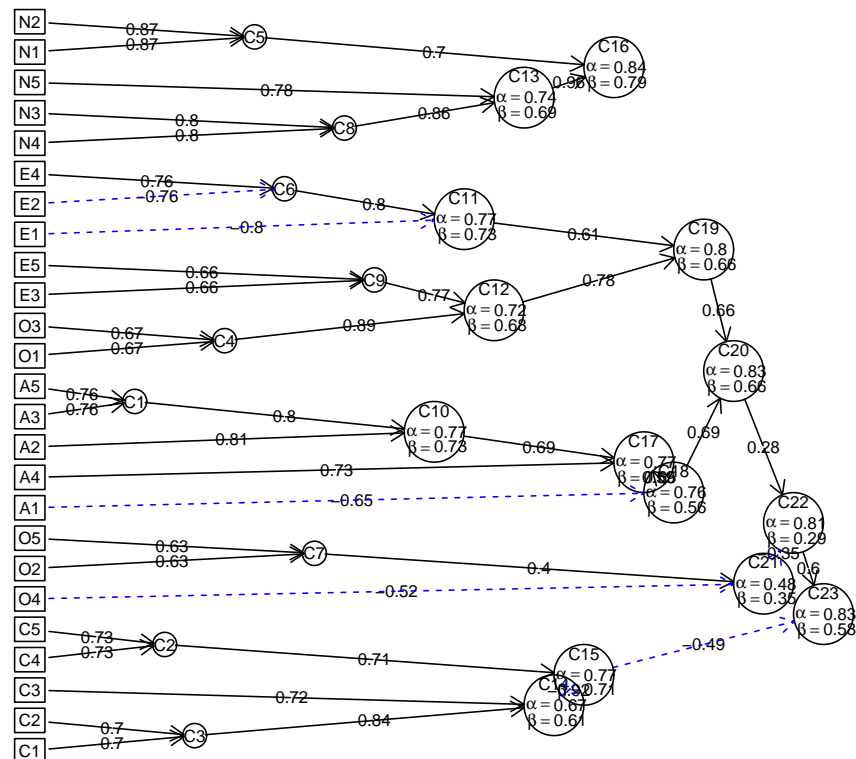 N2
0.87
C5
N1
0.87
0.7
C16
α = 0.84
β = 0.79
C13
α = 0.74
β = 0.69
N5
0.78
0.96
N3
0.8
C8
0.86
N4
0.8
E4
0.76
C6
E2
−0.76
0.8
C11
α = 0.77
β = 0.73
E1
−0.8
0.61
C19
α = 0.8
β = 0.66
E5
0.66
C9
E3
0.66
0.77
C12
α = 0.72
β = 0.68
0.78
O3
0.67
C4
O1
0.67
0.89
0.66
C20
α = 0.83
β = 0.66
A5
0.76
C1
A3
0.76
0.8
C10
α = 0.77
β = 0.73
A2
0.81
0.69
C17
α = 0.77
A4
0.73
0.69
0.28
α = 0.76
β = 0.56
A1
−0.65
C22
α = 0.81
β = 0.29
O5
0.63
C7
O2
0.63
0.4
C21
α = 0.48
β = 0.35
0.6
O4
−0.52
C23
α = 0.83
β = 0.58
C5
0.73
C2
C4
0.73
0.71
C15
α = 0.77
−0.49
C3
0.72
α = 0.67
β = 0.61
C2
0.7
C3
0.84
C1
0.7